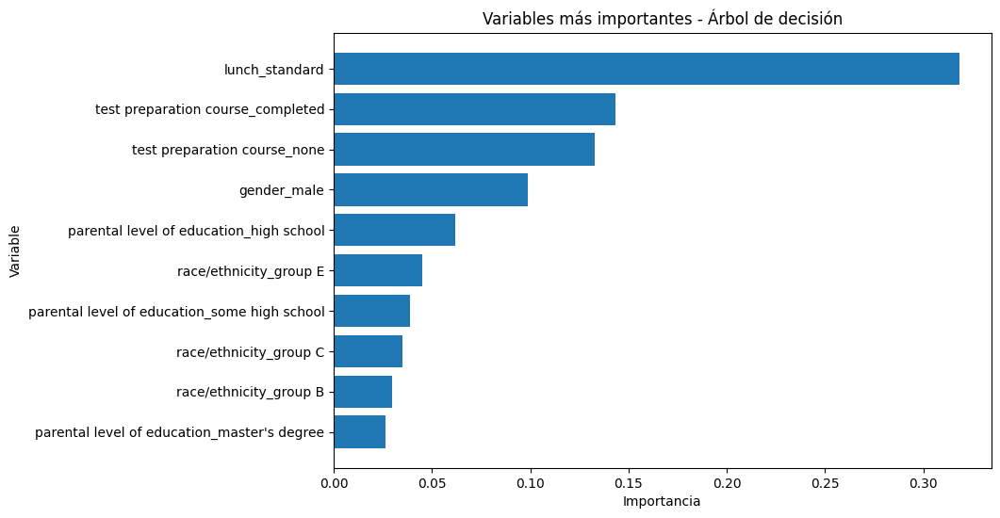 Variables más importantes - Árbol de decisión
lunch_standard
test preparation course_completed
test preparation course_none
gender_male
parental level of education_high school
race/ethnicity_group E
parental level of education_some high school
race/ethnicity_group C
race/ethnicity_group B
parental level of education_master's degree
Variable
0.00 0.05 0.10 0.15 0.20 0.25 0.30
Importancia